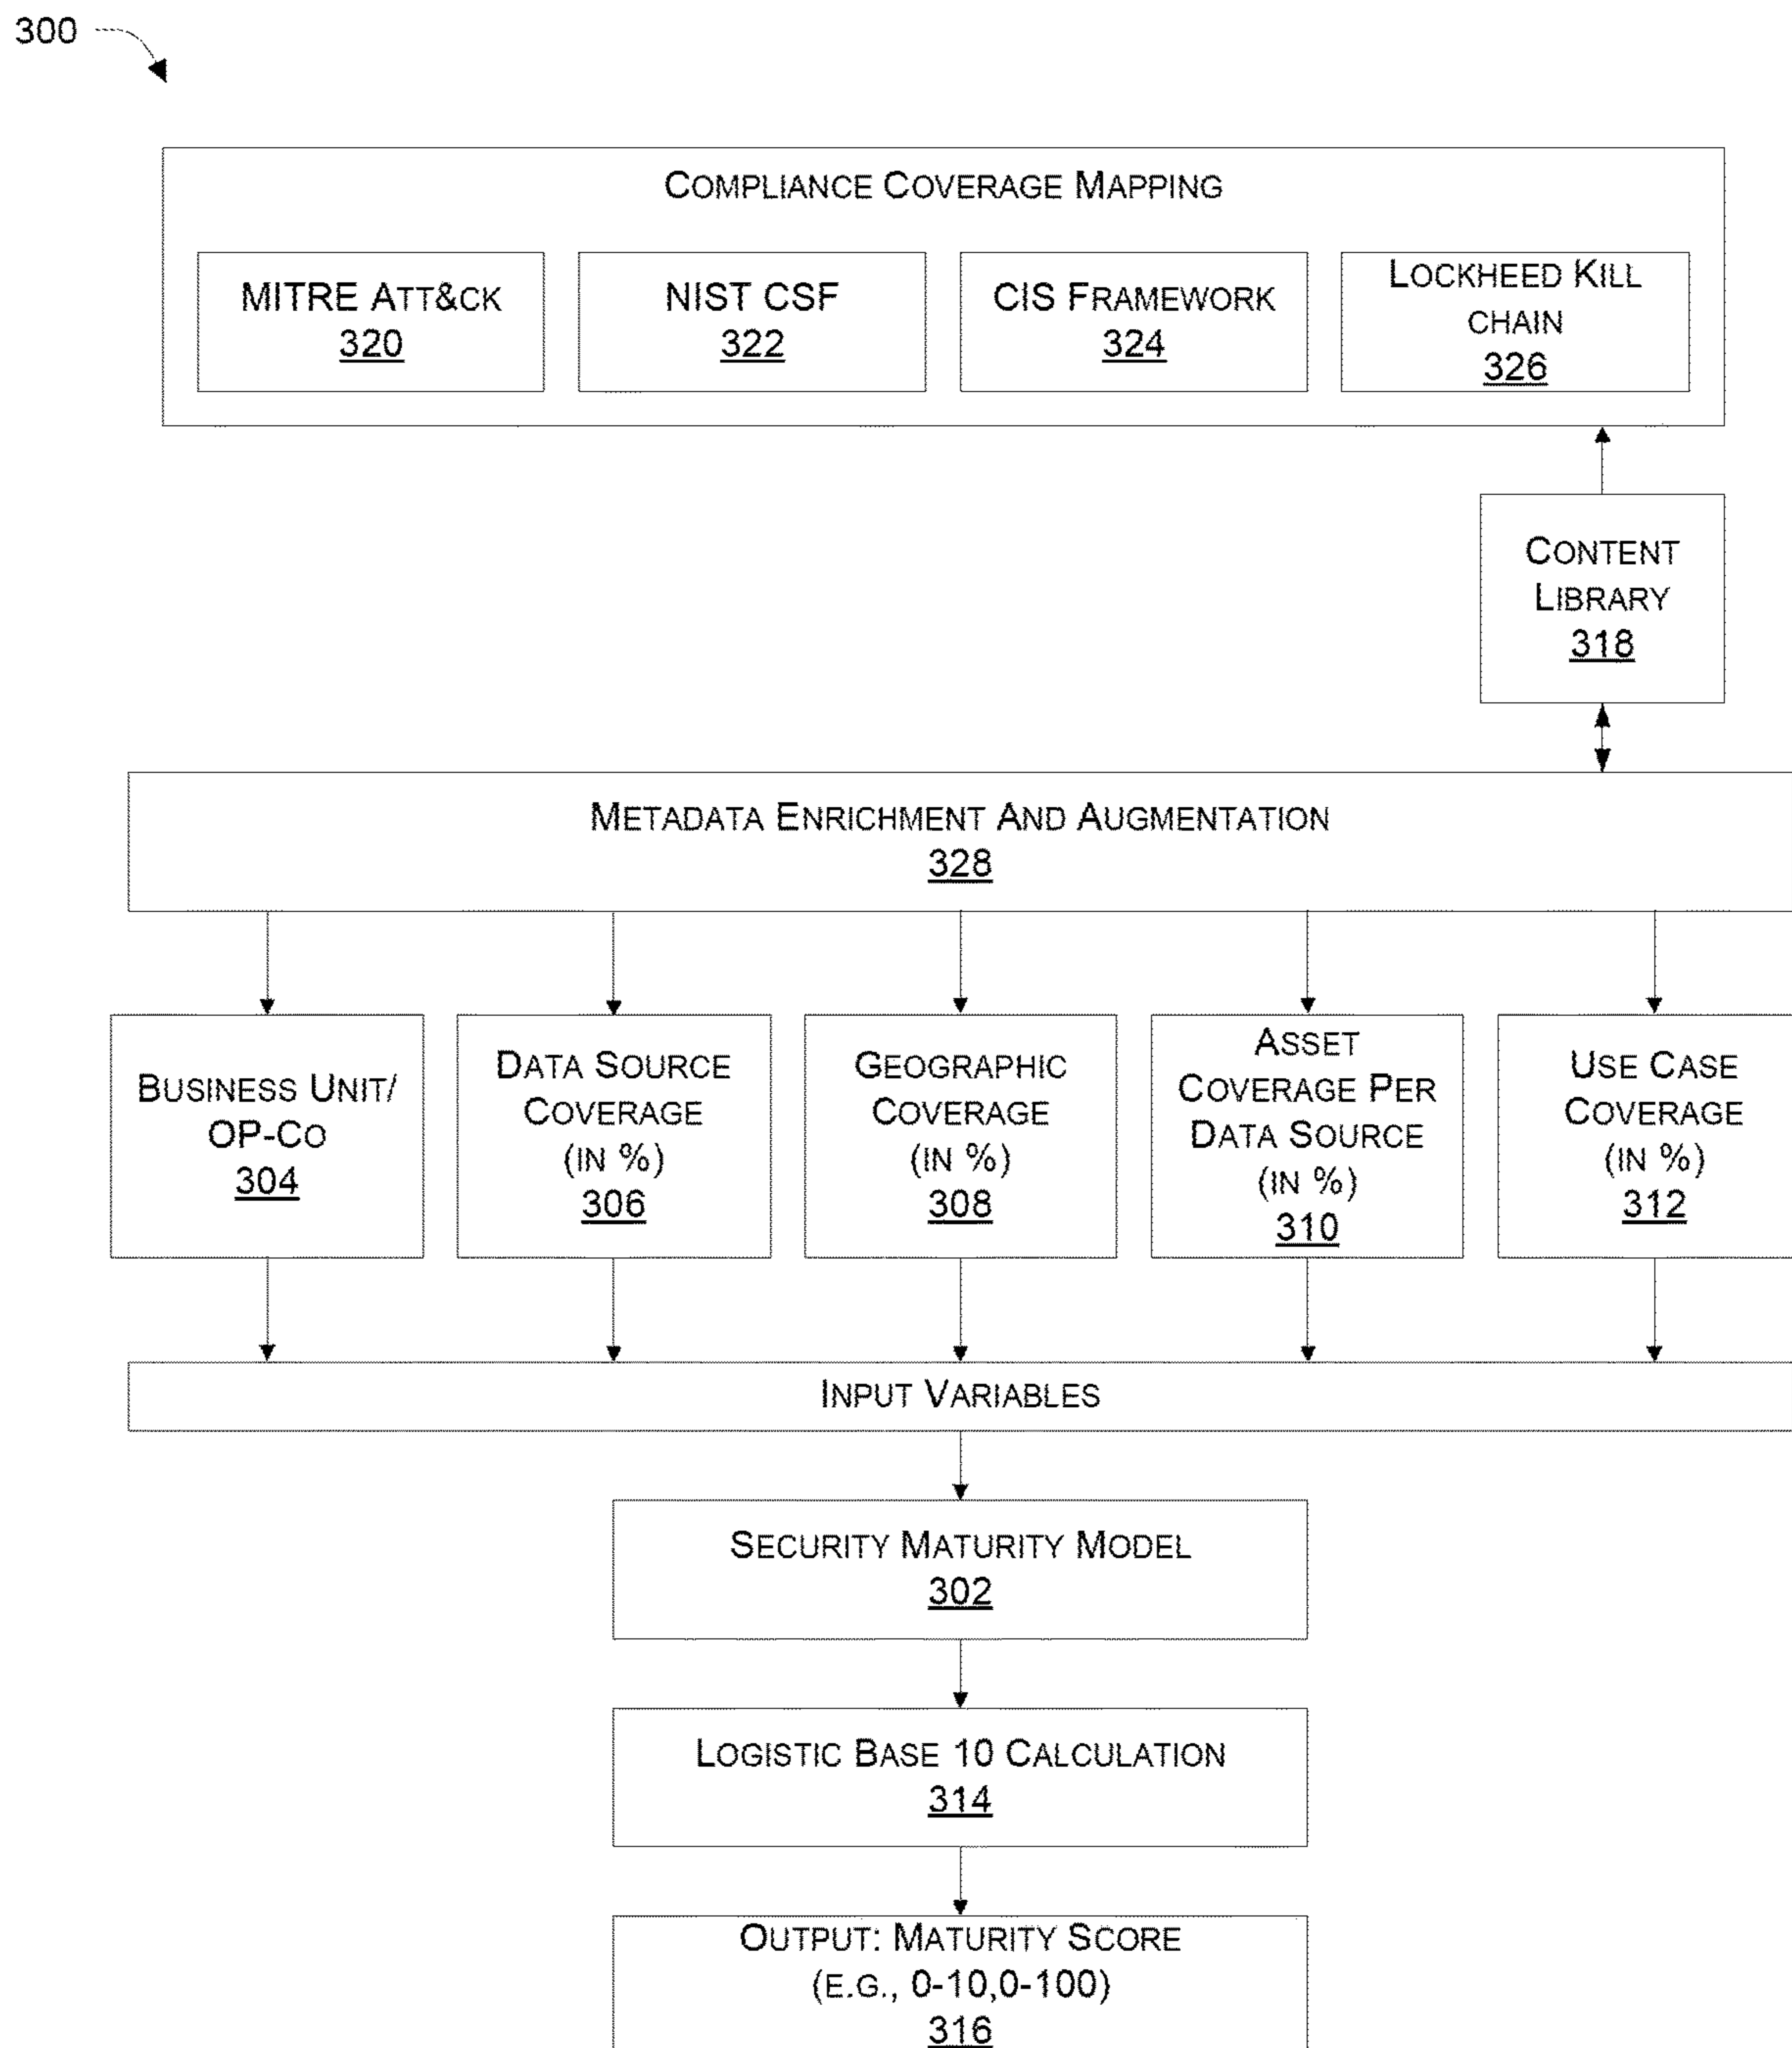 300
COMPLIANCE COVERAGE MAPPING
MITRE ATT&CK
320
NIST CSF
322
CIS FRAMEWORK
324
LOCKHEED KILL
CHAIN
326
CONTENT
LIBRARY
318
METADATA ENRICHMENT AND AUGMENTATION
328
BUSINESS UNIT/
OP-CO
304
DATA SOURCE
COVERAGE
(IN %)
306
GEOGRAPHIC
COVERAGE
(IN %)
308
ASSET
COVERAGE PER
DATA SOURCE
(IN %)
310
USE CASE
COVERAGE
(IN %)
312
INPUT VARIABLES
SECURITY MATURITY MODEL
302
LOGISTIC BASE 10 CALCULATION
314
OUTPUT: MATURITY SCORE
(E.G., 0-10,0-100)
316